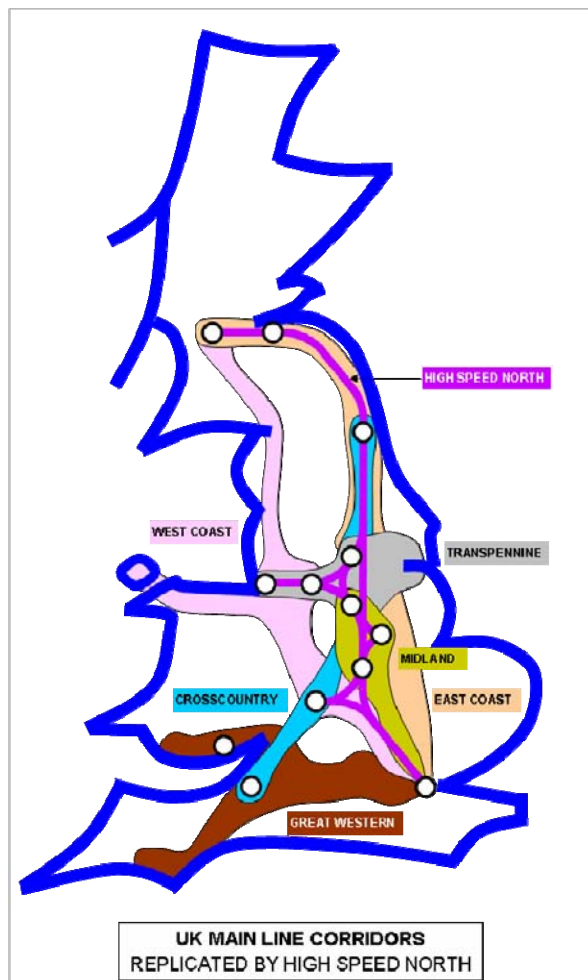 HIGH SPEED NORTH
WEST COAST
TRANSPENNINE
MIDLAND
CROSSCOUNTRY
EAST COAST
GREAT WESTERN
UK MAIN LINE CORRIDORS
REPLICATED BY HIGH SPEED NORTH